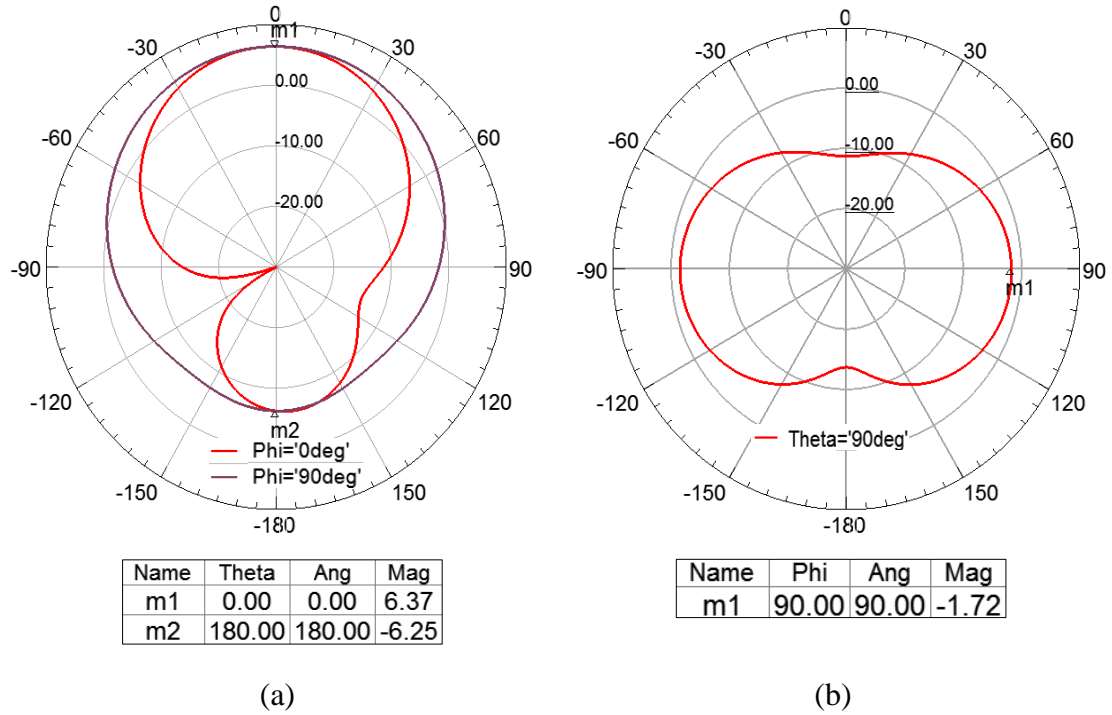 0
m1
-30
30
0.00
-60
60
-10.00
-20.00
-90
90
-120
120
m2
Phi='0deg'
Phi='90deg'
-150
150
-180
Name Theta Ang Mag
m1 0.00 0.00 6.37
m2 180.00 180.00 -6.25
(a)
0
-30
30
0.00
-60
60
-10.00
-20.00
-90
90
m1
-120
120
Theta='90deg'
-150
150
-180
Name Phi Ang Mag
m1 90.00 90.00 -1.72
(b)